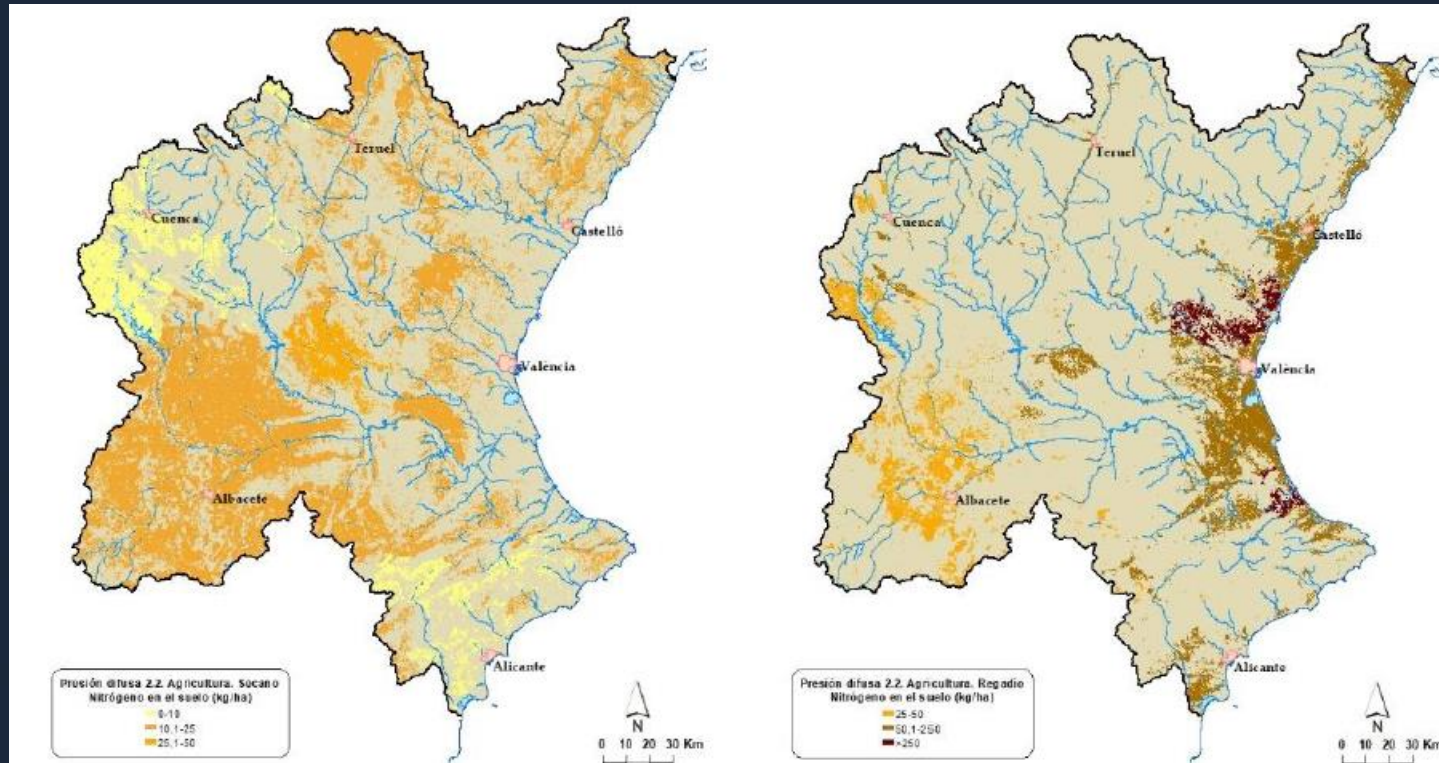 Teruel
Cuenca
Castelló
València
Albacete
Alicante
Presión difusa 2.2. Agricultura. Secano
Nitrógeno en el suelo (kg/ha)
0-10
10,1-25
25,1-50
N
0 10 20 30 Km
Teruel
Cuenca
Castelló
València
Albacete
Alicante
Presión difusa 2.2. Agricultura. Regadío
Nitrógeno en el suelo (kg/ha)
25-50
50,1-250
>250
N
0 10 20 30 Km